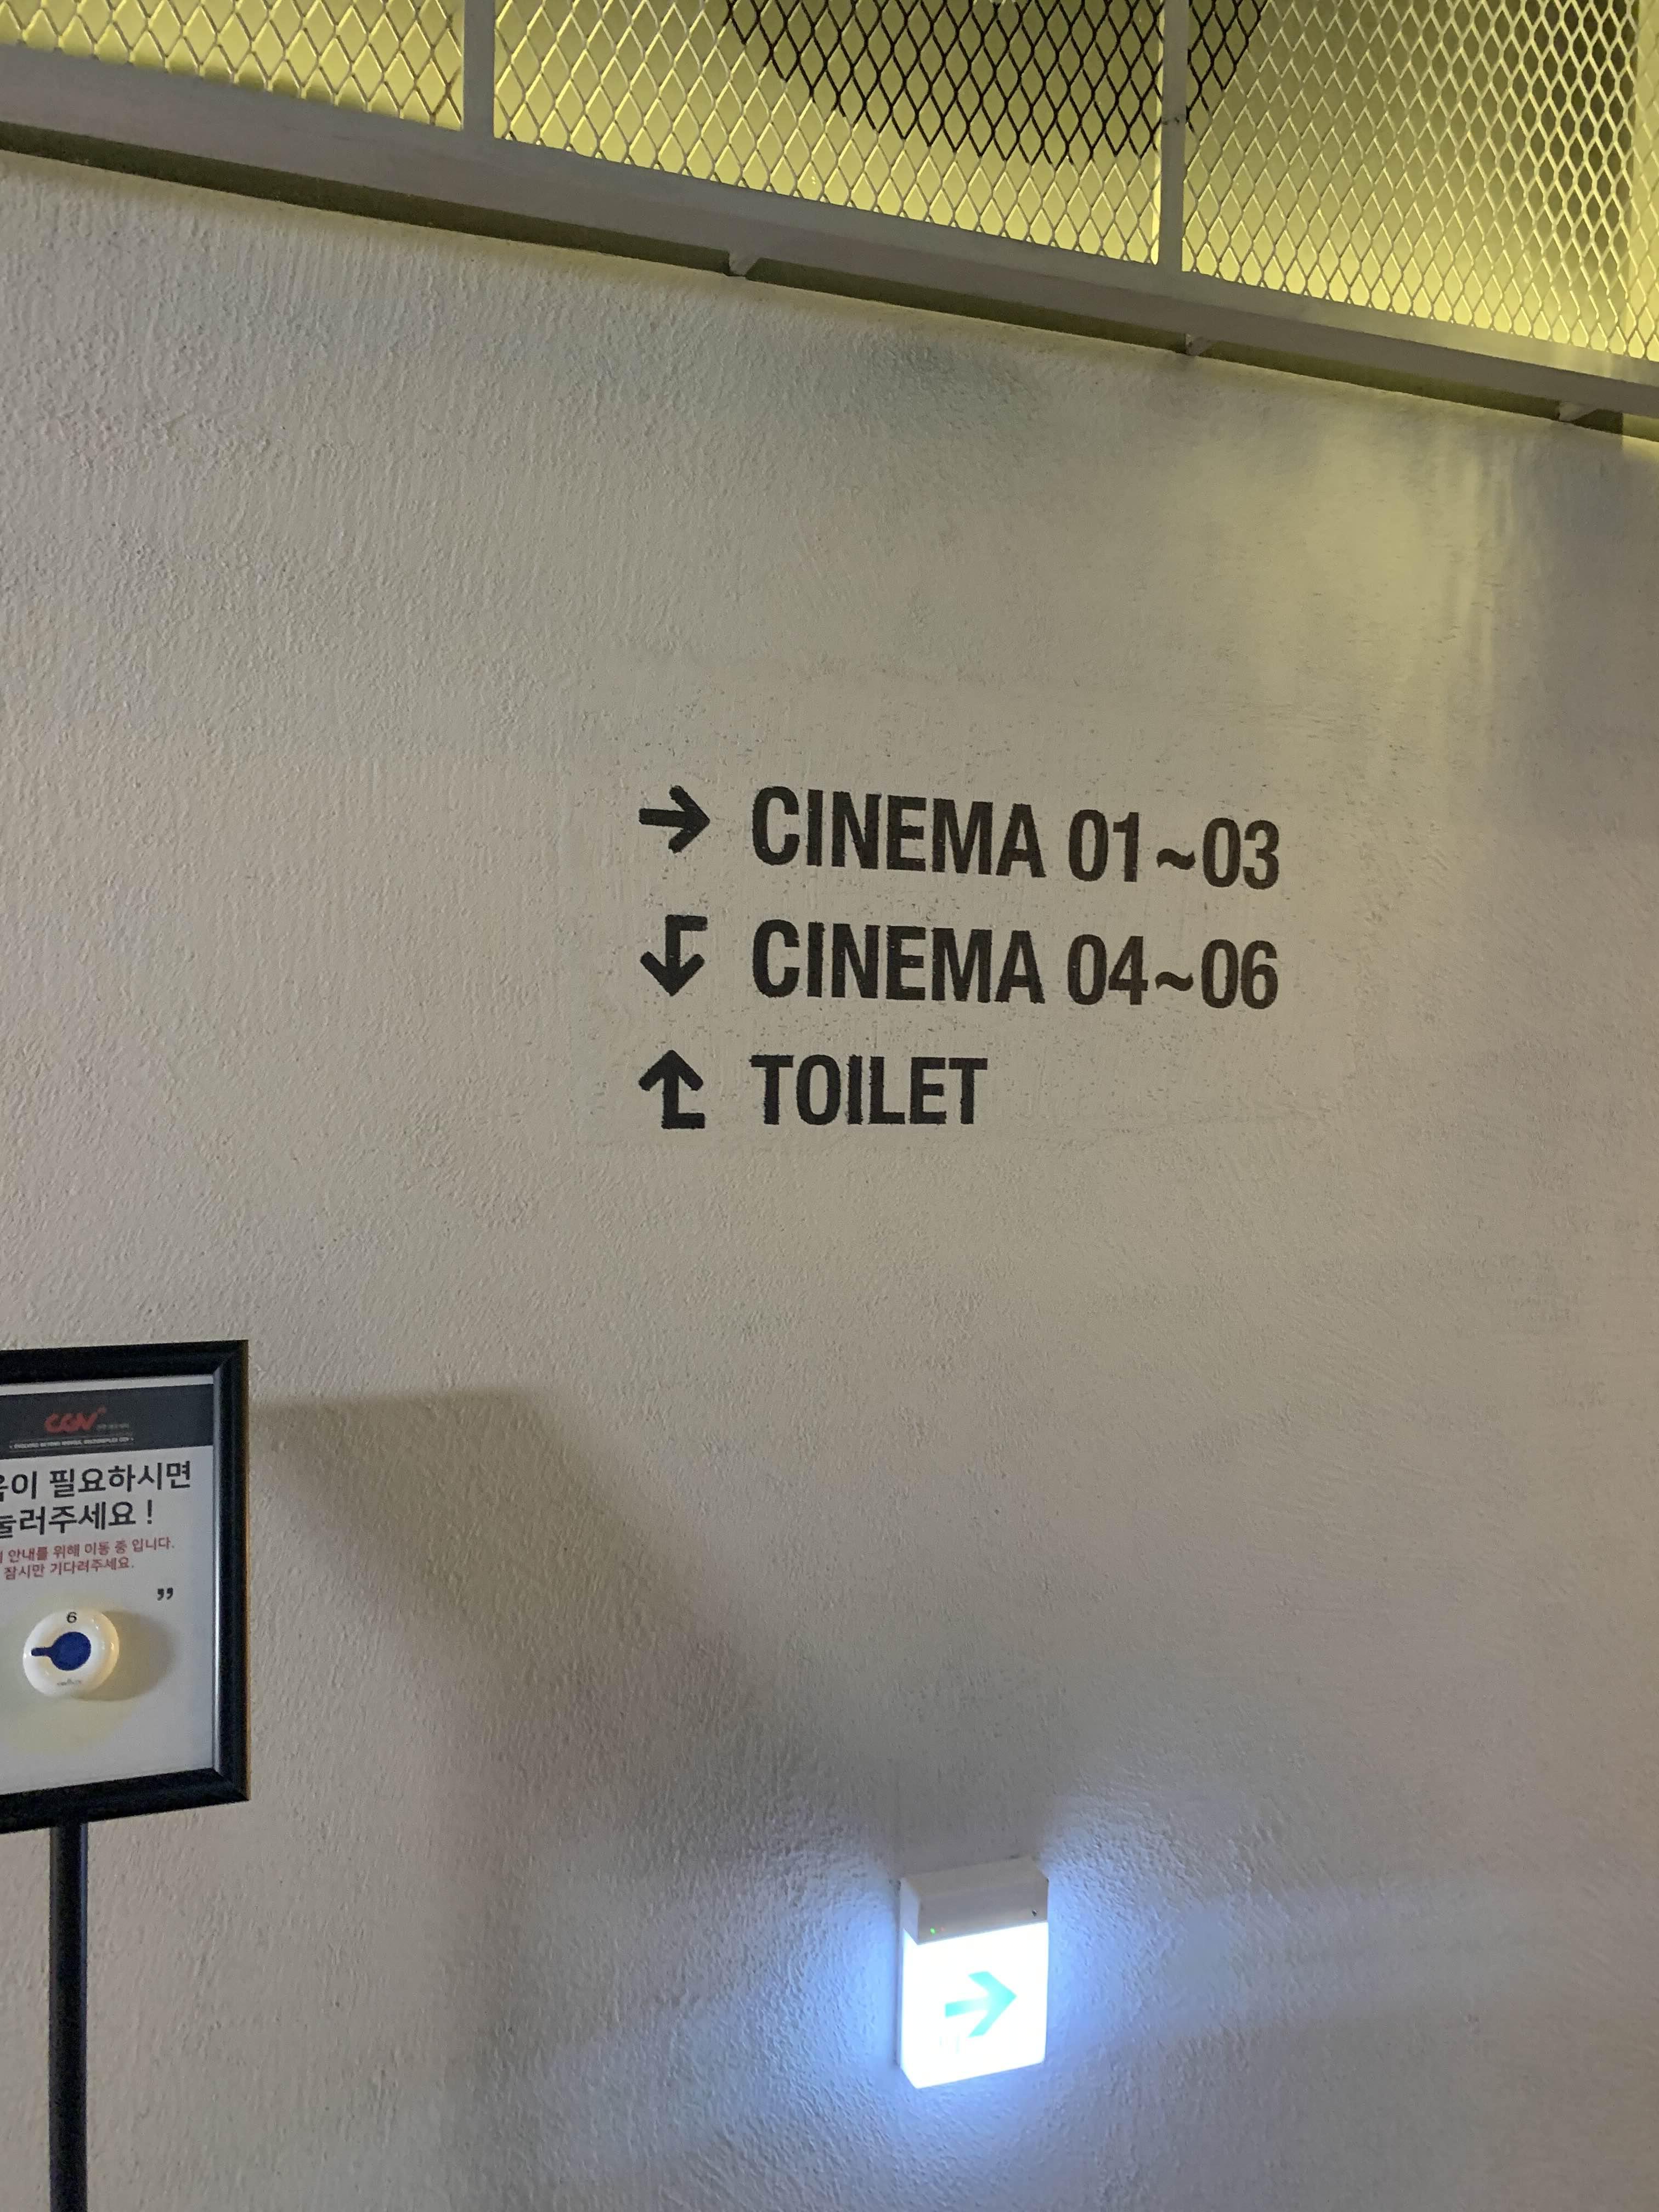 CINEMA 01~03
CINEMA 04~06
TOILET
CGV
이 필요하시면
눌러주세요 !
안내를 위해 이동 중 입니다.
잠시만 기다려주세요.
”
6